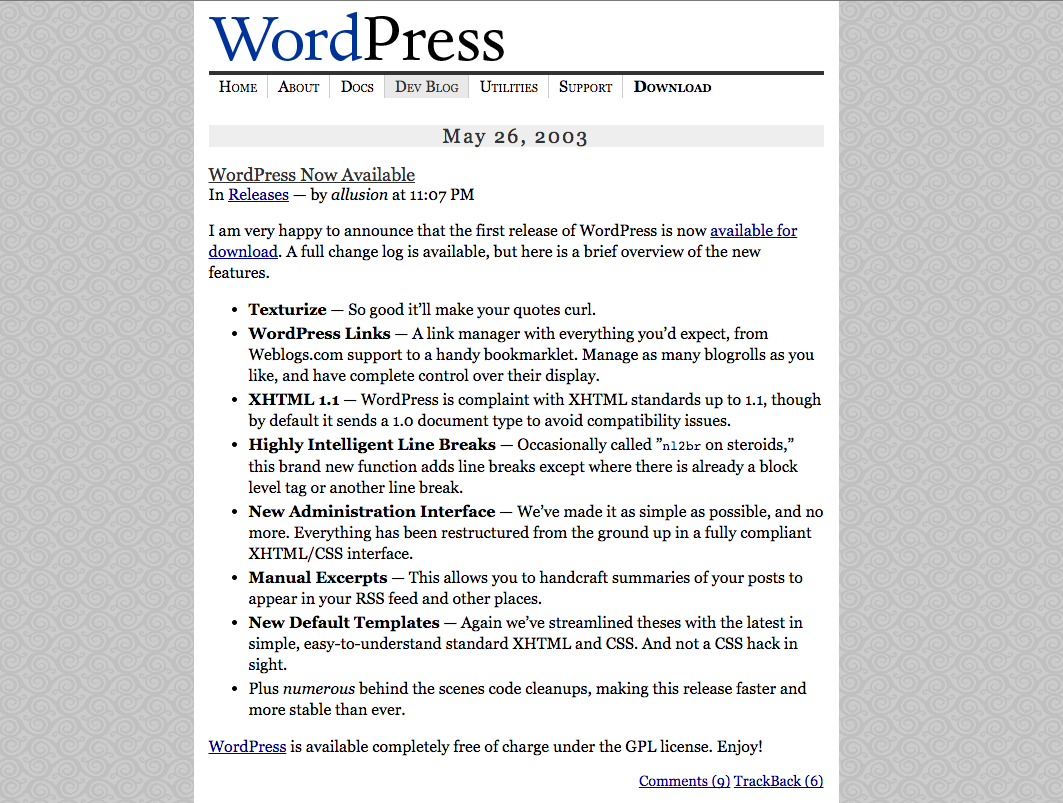 WordPress
Home About Docs Dev Blog Utilities Support Download
May 26, 2003
WordPress Now Available
In Releases — by allusion at 11:07 PM
I am very happy to announce that the first release of WordPress is now available for
download. A full change log is available, but here is a brief overview of the new
features.
• Texturize — So good it’ll make your quotes curl.
• WordPress Links — A link manager with everything you’d expect, from
Weblogs.com support to a handy bookmarklet. Manage as many blogrolls as you
like, and have complete control over their display.
• XHTML 1.1 — WordPress is complaint with XHTML standards up to 1.1, though
by default it sends a 1.0 document type to avoid compatibility issues.
• Highly Intelligent Line Breaks — Occasionally called ”nl2br on steroids,”
this brand new function adds line breaks except where there is already a block
level tag or another line break.
• New Administration Interface — We’ve made it as simple as possible, and no
more. Everything has been restructured from the ground up in a fully compliant
XHTML/CSS interface.
• Manual Excerpts — This allows you to handcraft summaries of your posts to
appear in your RSS feed and other places.
• New Default Templates — Again we’ve streamlined theses with the latest in
simple, easy-to-understand standard XHTML and CSS. And not a CSS hack in
sight.
• Plus numerous behind the scenes code cleanups, making this release faster and
more stable than ever.
WordPress is available completely free of charge under the GPL license. Enjoy!
Comments (9) TrackBack (6)